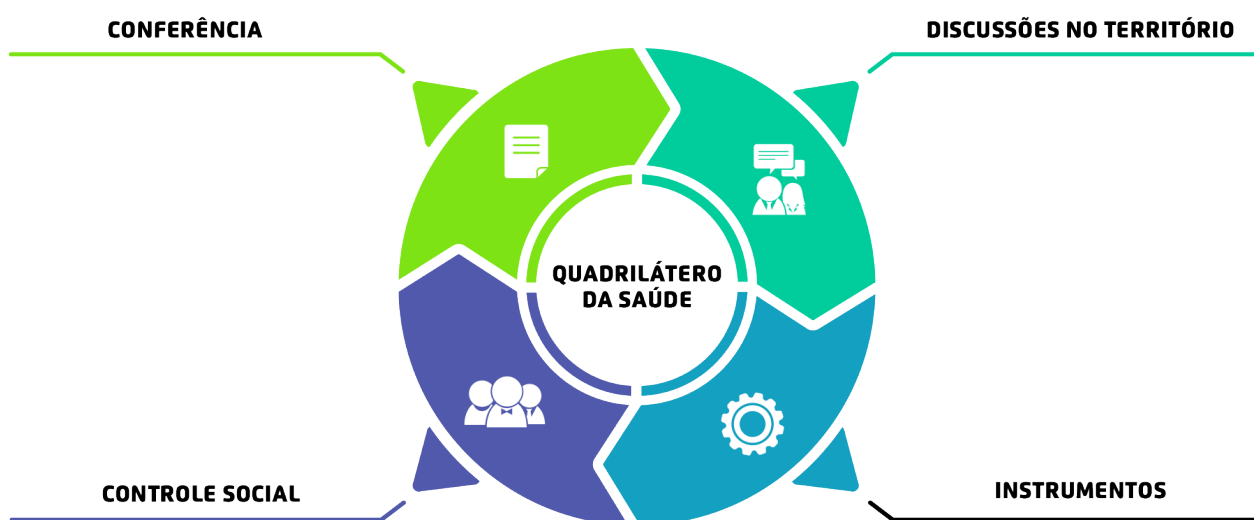 CONFERÊNCIA
DISCUSSÕES NO TERRITÓRIO
QUADRILÁTERO
DA SAÚDE
CONTROLE SOCIAL
INSTRUMENTOS